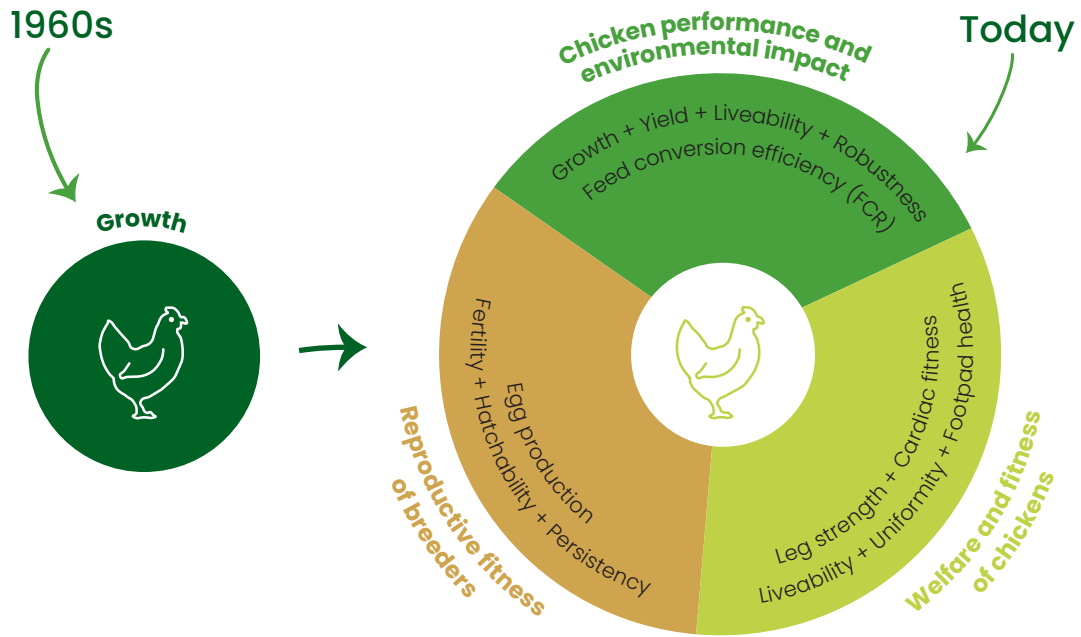 1960s
Growth
Today
Chicken performance and
environmental impact
Growth + Yield + Liveability + Robustness
Feed conversion efficiency (FCR)
Leg strength + Cardiac fitness
Liveability + Uniformity + Footpad health
Welfare and fitness
of chickens
Egg production
Fertility + Hatchability + Persistency
Reproductive fitness
of breeders